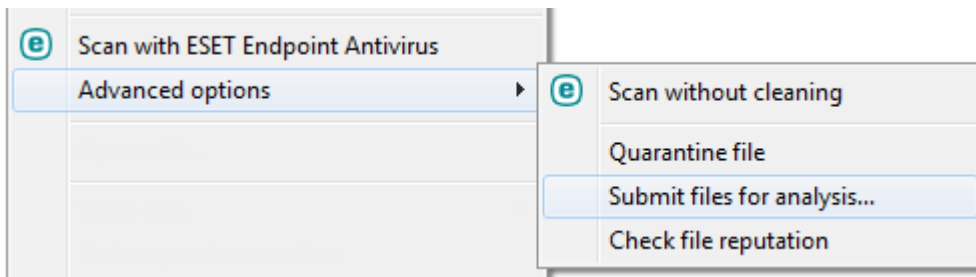 Scan with ESET Endpoint Antivirus
Advanced options
Scan without cleaning
Quarantine file
Submit files for analysis...
Check file reputation